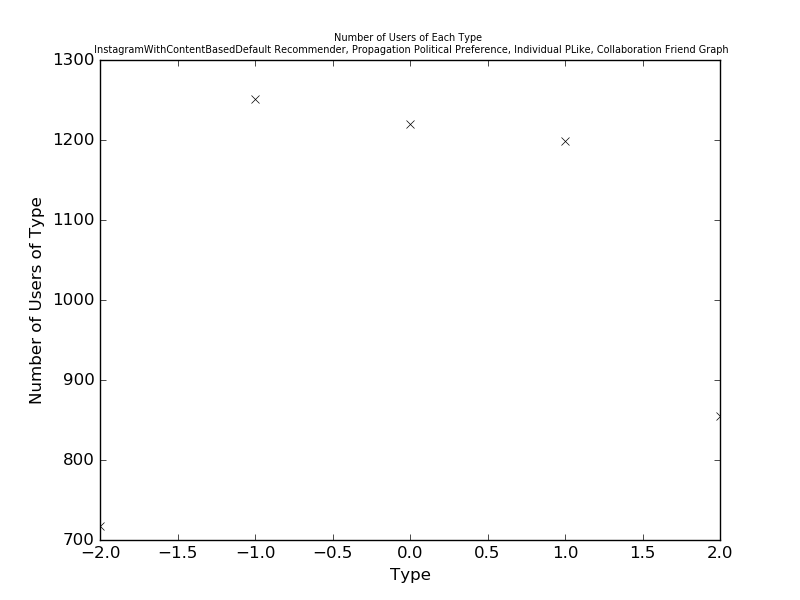 Number of Users of Each Type
InstagramWithContentBasedDefault Recommender, Propagation Political Preference, Individual PLike, Collaboration Friend Graph
1300
1200
1100
1000
900
800
700
Number of Users of Type
−2.0 −1.5 −1.0 −0.5 0.0 0.5 1.0 1.5 2.0
Type